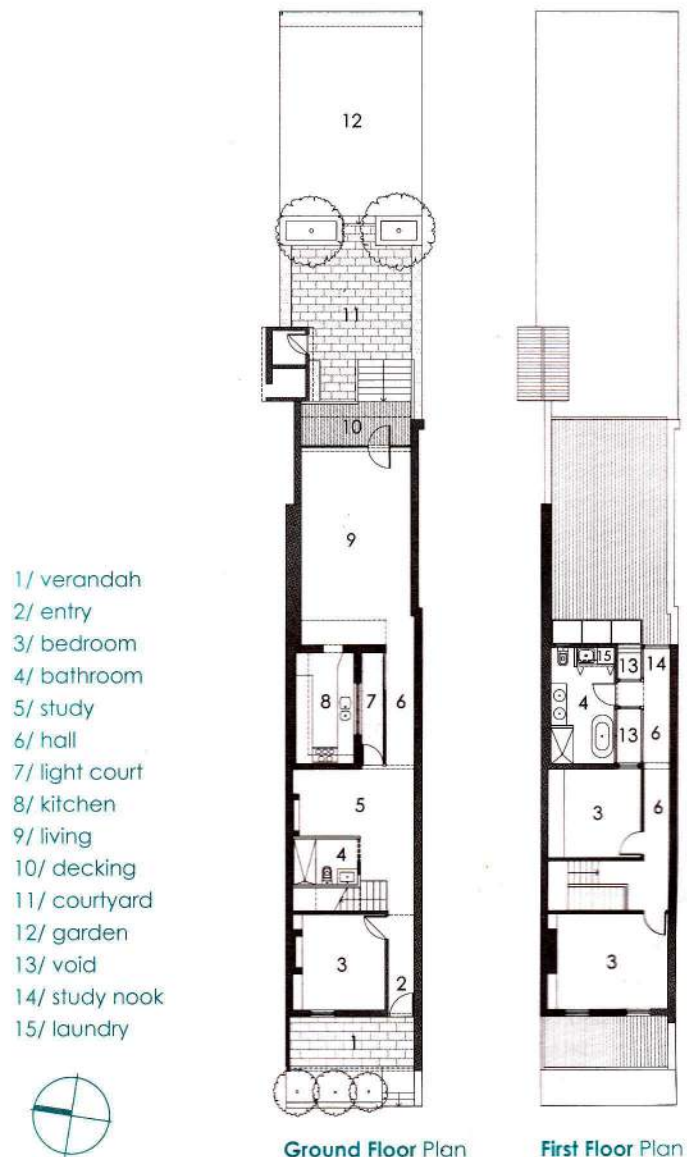 12
11
10
9
8
7
6
5
4
3
2
1
15
13
14
4
13
6
3
6
3
1/ verandah
2/ entry
3/ bedroom
4/ bathroom
5/ study
6/ hall
7/ light court
8/ kitchen
9/ living
10/ decking
11/ courtyard
12/ garden
13/ void
14/ study nook
15/ laundry
Ground Floor Plan
First Floor Plan